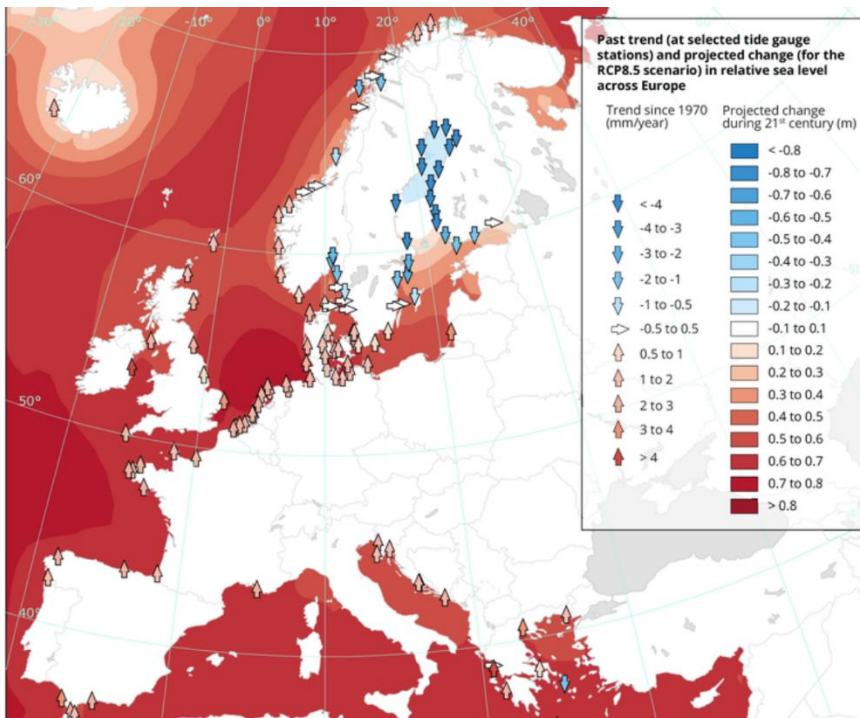 -30°
-20°
-10°
0°
10°
20°
30°
40°
60°
50°
40°
0°
10°
20°
30°
Past trend (at selected tide gauge
stations) and projected change (for the
RCP8.5 scenario) in relative sea level
across Europe
Trend since 1970
(mm/year)
< -4
-4 to -3
-3 to -2
-2 to -1
-1 to -0.5
-0.5 to 0.5
0.5 to 1
1 to 2
2 to 3
3 to 4
> 4
Projected change
during 21st century (m)
< -0.8
-0.8 to -0.7
-0.7 to -0.6
-0.6 to -0.5
-0.5 to -0.4
-0.4 to -0.3
-0.3 to -0.2
-0.2 to -0.1
-0.1 to 0.1
0.1 to 0.2
0.2 to 0.3
0.3 to 0.4
0.4 to 0.5
0.5 to 0.6
0.6 to 0.7
0.7 to 0.8
> 0.8